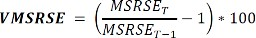 VMSRSE = (MSRSE_T / MSRSE_{T−1} − 1) * 100